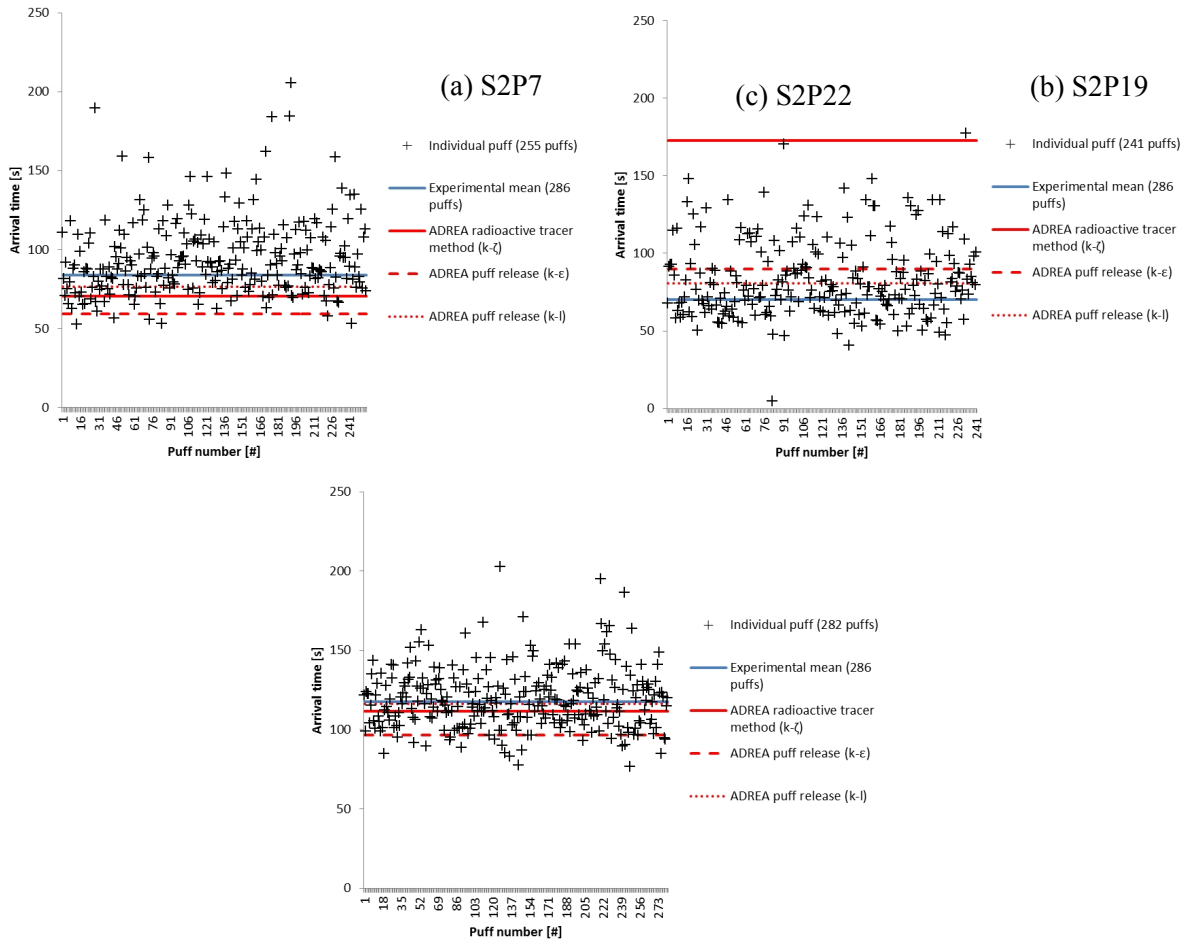 250
200
150
100
50
0
Arrival time [s]
1
16
31
46
61
76
91
106
121
136
151
166
181
196
211
226
241
Puff number [#]
(a) S2P7
Individual puff (255 puffs)
Experimental mean (286
puffs)
ADREA radioactive tracer
method (k-ζ)
ADREA puff release (k-ε)
ADREA puff release (k-l)
250
200
150
100
50
0
Arrival time [s]
1
16
31
46
61
76
91
106
121
136
151
166
181
196
211
226
241
Puff number [#]
(c) S2P22
(b) S2P19
Individual puff (241 puffs)
Experimental mean (286
puffs)
ADREA radioactive tracer
method (k-ζ)
ADREA puff release (k-ε)
ADREA puff release (k-l)
250
200
150
100
50
0
Arrival time [s]
1
18
35
52
69
86
103
120
137
154
171
188
205
222
239
256
273
Puff number [#]
Individual puff (282 puffs)
Experimental mean (286
puffs)
ADREA radioactive tracer
method (k-ζ)
ADREA puff release (k-ε)
ADREA puff release (k-l)